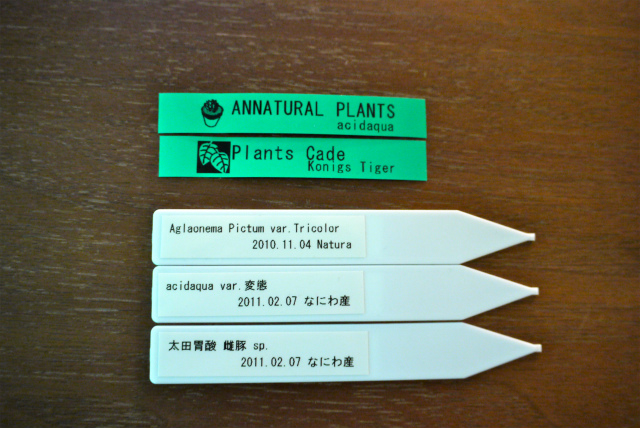 ANNATURAL PLANTS
acidaqua
Plants Cade
Konigs Tiger
Aglaonema Pictum var.Tricolor
2010.11.04 Natura
acidaqua var.変態
2011.02.07 なにわ産
太田胃酸 雌豚 sp.
2011.02.07 なにわ産